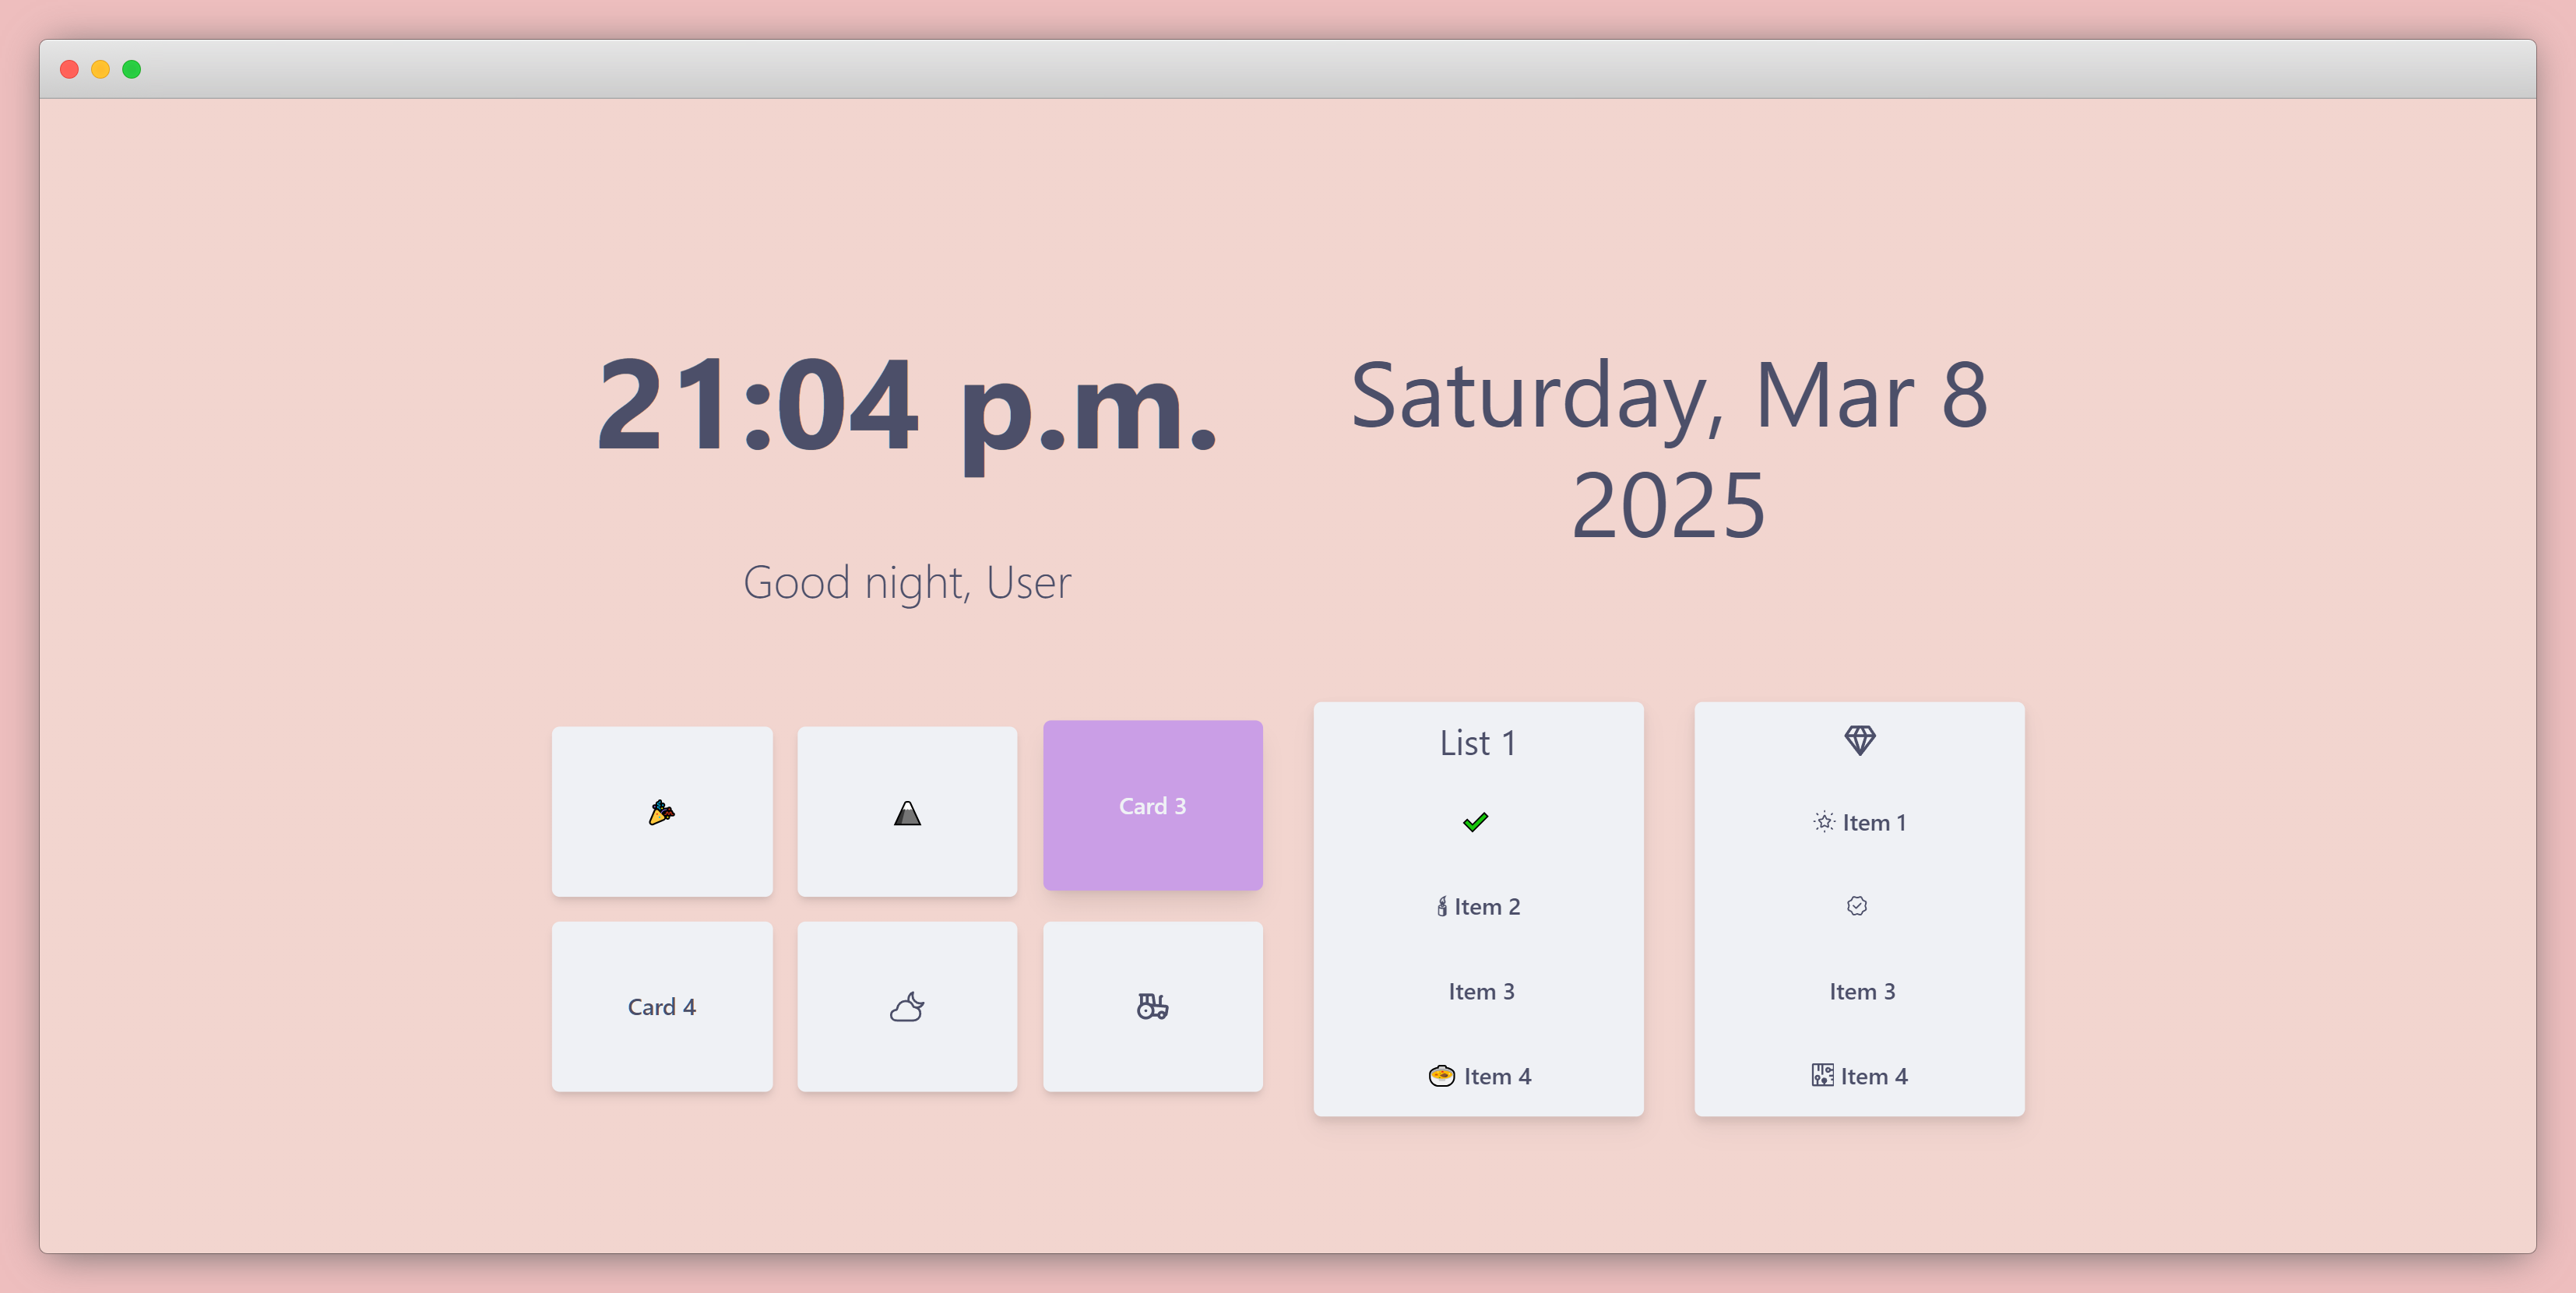 21:04 p.m.
Good night, User
Saturday, Mar 8
2025
Card 3
Card 4
List 1
Item 2
Item 3
Item 4
Item 1
Item 3
Item 4